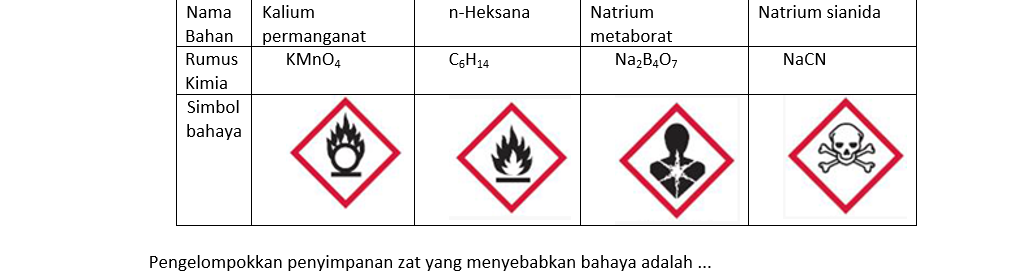 Nama Bahan
Kalium permanganat
n-Heksana
Natrium metaborat
Natrium sianida
Rumus Kimia
KMnO₄
C₆H₁₄
Na₂B₄O₇
NaCN
Simbol bahaya
Pengelompokkan penyimpanan zat yang menyebabkan bahaya adalah ...